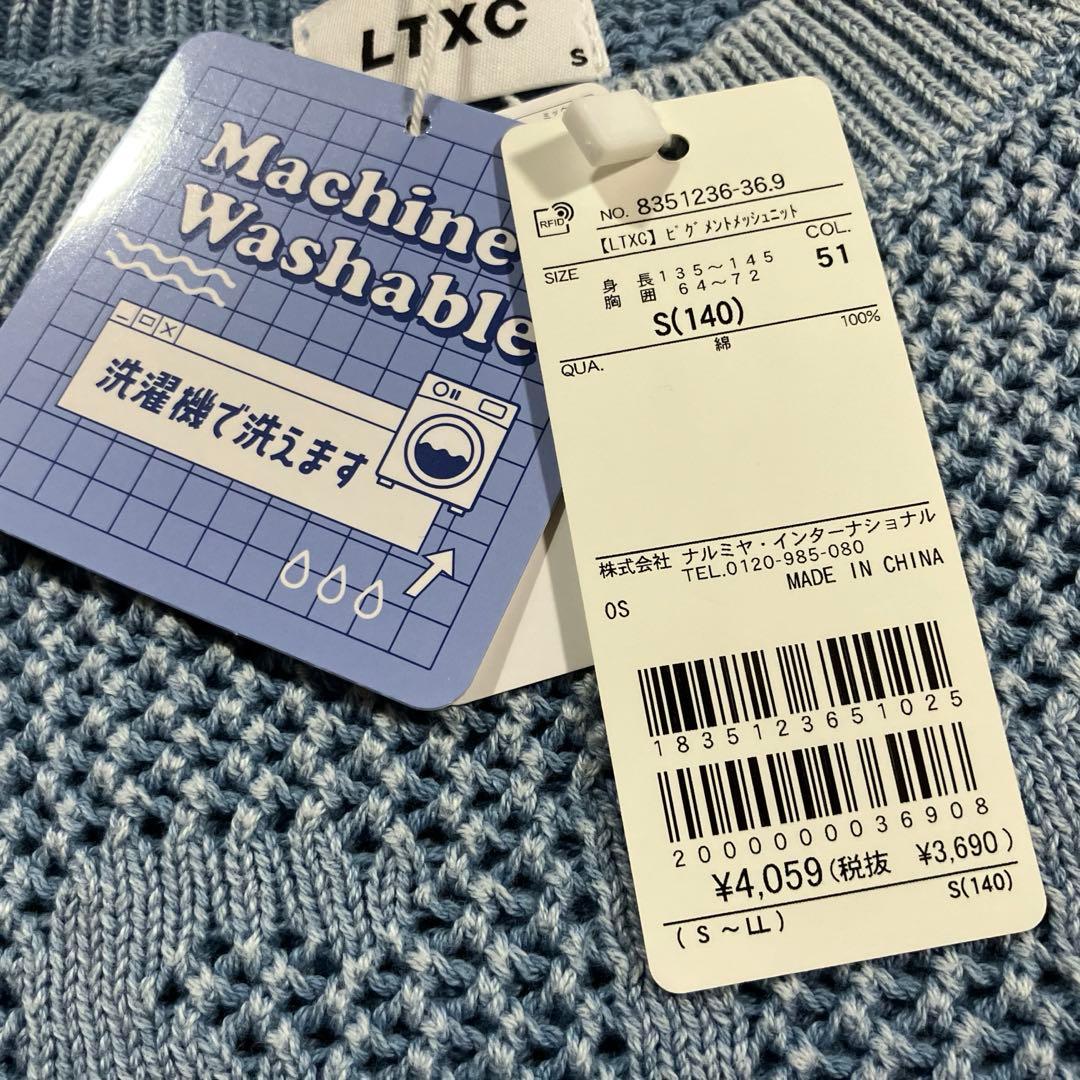 LTXC
S
Machine
Washable
洗濯機で洗えます
RFID
NO. 8351236-36.9
【LTXC】ピグメントメッシュニット
SIZE
身 長 135～145
胸 囲 64～72
COL.
51
S(140)
QUA.
綿
100%
株式会社 ナルミヤ・インターナショナル
TEL.0120-985-080
MADE IN CHINA
OS
1835123651025
2000000036908
¥4,059(税抜 ¥3,690)
(S～LL)
S(140)